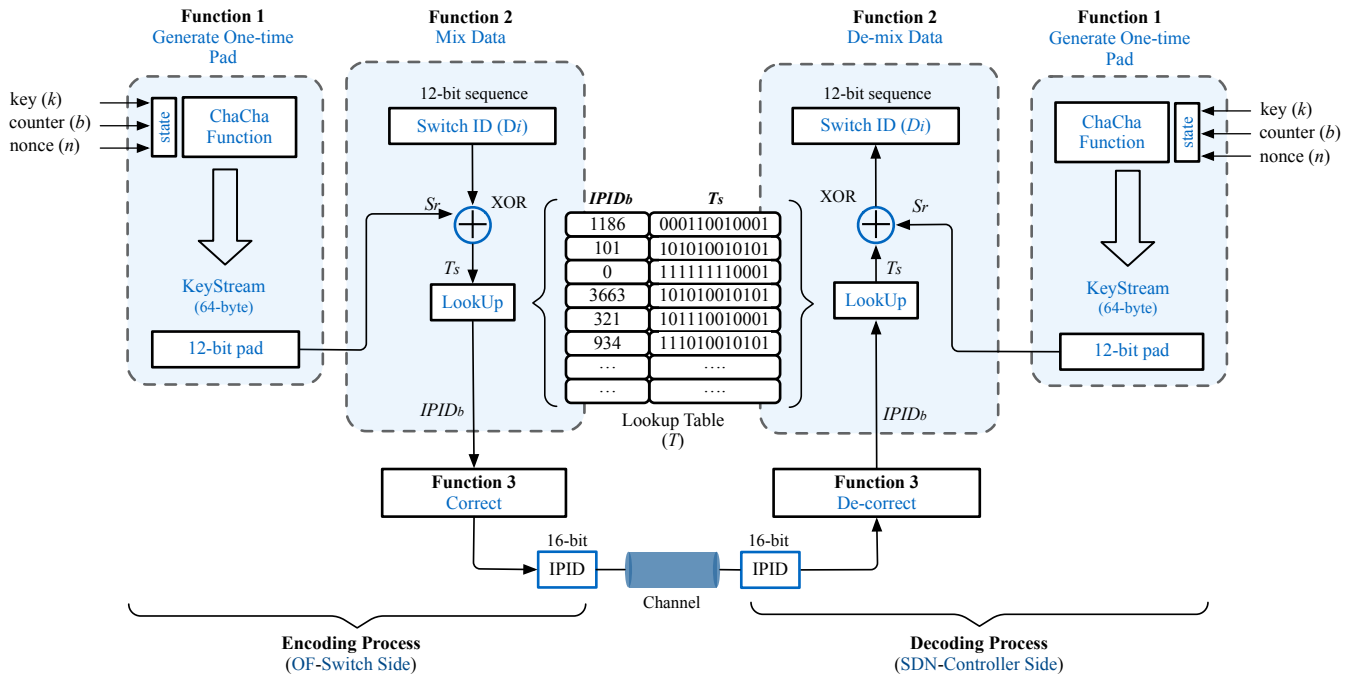 Function 1
Generate One-time
Pad
key (k)
counter (b)
nonce (n)
state
ChaCha
Function
KeyStream
(64-byte)
12-bit pad
Function 2
Mix Data
12-bit sequence
Switch ID (Di)
Sr
XOR
Ts
LookUp
IPIDb
IPIDb Ts
1186 000110010001
101 101010010101
0 111111110001
3663 101010010101
321 101110010001
934 111010010101
... ....
... ....
Lookup Table
(T)
Function 2
De-mix Data
12-bit sequence
Switch ID (Di)
XOR
Sr
Ts
LookUp
IPIDb
Function 1
Generate One-time
Pad
ChaCha
Function
state
key (k)
counter (b)
nonce (n)
KeyStream
(64-byte)
12-bit pad
Function 3
Correct
Function 3
De-correct
16-bit
IPID
Channel
16-bit
IPID
Encoding Process
(OF-Switch Side)
Decoding Process
(SDN-Controller Side)